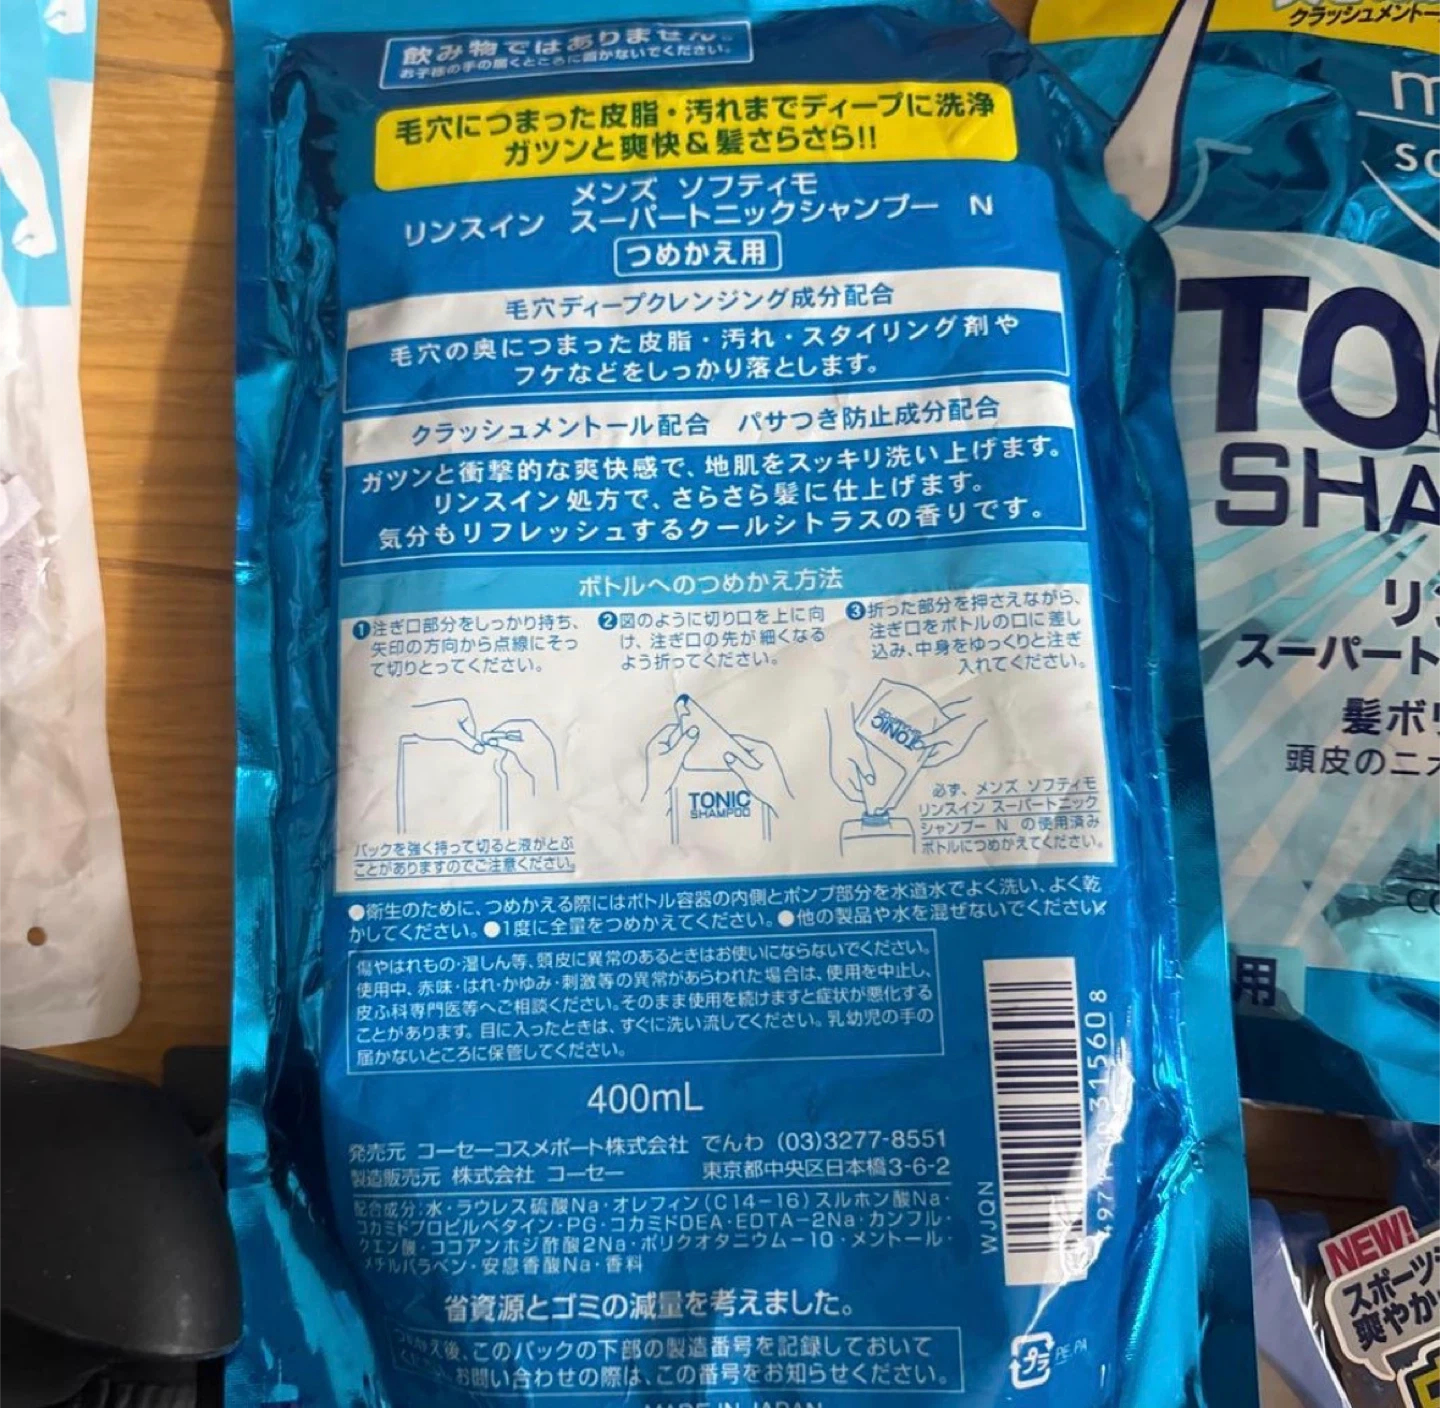 飲み物ではありません。
お子様の手の届くところに置かないでください。
毛穴につまった皮脂・汚れまでディープに洗浄
ガツンと爽快＆髪さらさら!!
メンズ ソフティモ
リンスイン スーパートニックシャンプー N
つめかえ用
毛穴ディープクレンジング成分配合
毛穴の奥につまった皮脂・汚れ・スタイリング剤や
フケなどをしっかり落とします。
クラッシュメントール配合 パサつき防止成分配合
ガツンと衝撃的な爽快感で、地肌をスッキリ洗い上げます。
リンスイン処方で、さらさら髪に仕上げます。
気分もリフレッシュするクールシトラスの香りです。
ボトルへのつめかえ方法
❶注ぎ口部分をしっかり持ち、
矢印の方向から点線にそっ
て切りとってください。
❷図のように切り口を上に向
け、注ぎ口の先が細くなる
よう折ってください。
❸折った部分を押さえながら、
注ぎ口をボトルの口に差し
込み、中身をゆっくりと注ぎ
入れてください。
TONIC
SHAMPOO
TONIC
パックを強く持って切ると液がとぶ
ことがありますのでご注意ください。
必ず、メンズ ソフティモ
リンスイン スーパートニック
シャンプー N の使用済み
ボトルにつめかえてください。
●衛生のために、つめかえる際にはボトル容器の内側とポンプ部分を水道水でよく洗い、よく乾
かしてください。●1度に全量をつめかえてください。●他の製品や水を混ぜないでください。
傷やはれもの・湿しん等、頭皮に異常のあるときはお使いにならないでください。
使用中、赤味・はれ・かゆみ・刺激等の異常があらわれた場合は、使用を中止し、
皮ふ科専門医等へご相談ください。そのまま使用を続けますと症状が悪化する
ことがあります。目に入ったときは、すぐに洗い流してください。乳幼児の手の
届かないところに保管してください。
400mL
発売元 コーセーコスメポート株式会社 でんわ (03)3277-8551
製造販売元 株式会社 コーセー 東京都中央区日本橋3-6-2
配合成分:水・ラウレス硫酸Na・オレフィン(C14-16)スルホン酸Na・
コカミドプロピルベタイン・PG・コカミドDEA・EDTA-2Na・カンフル・
クエン酸・ココアンホジ酢酸2Na・ポリクオタニウム-10・メントール・
メチルパラベン・安息香酸Na・香料
省資源とゴミの減量を考えました。
つめかえ後、このパックの下部の製造番号を記録しておいて
ください。お問い合わせの際は、この番号をお知らせください。
MADE IN JAPAN
WJQN
315608
プラ
PE,PA
クラッシュメントー
m
so
TO
SHA
リン
スーパート
髪ボ
頭皮のニオ
用
NEW!
スポーツ
爽やか